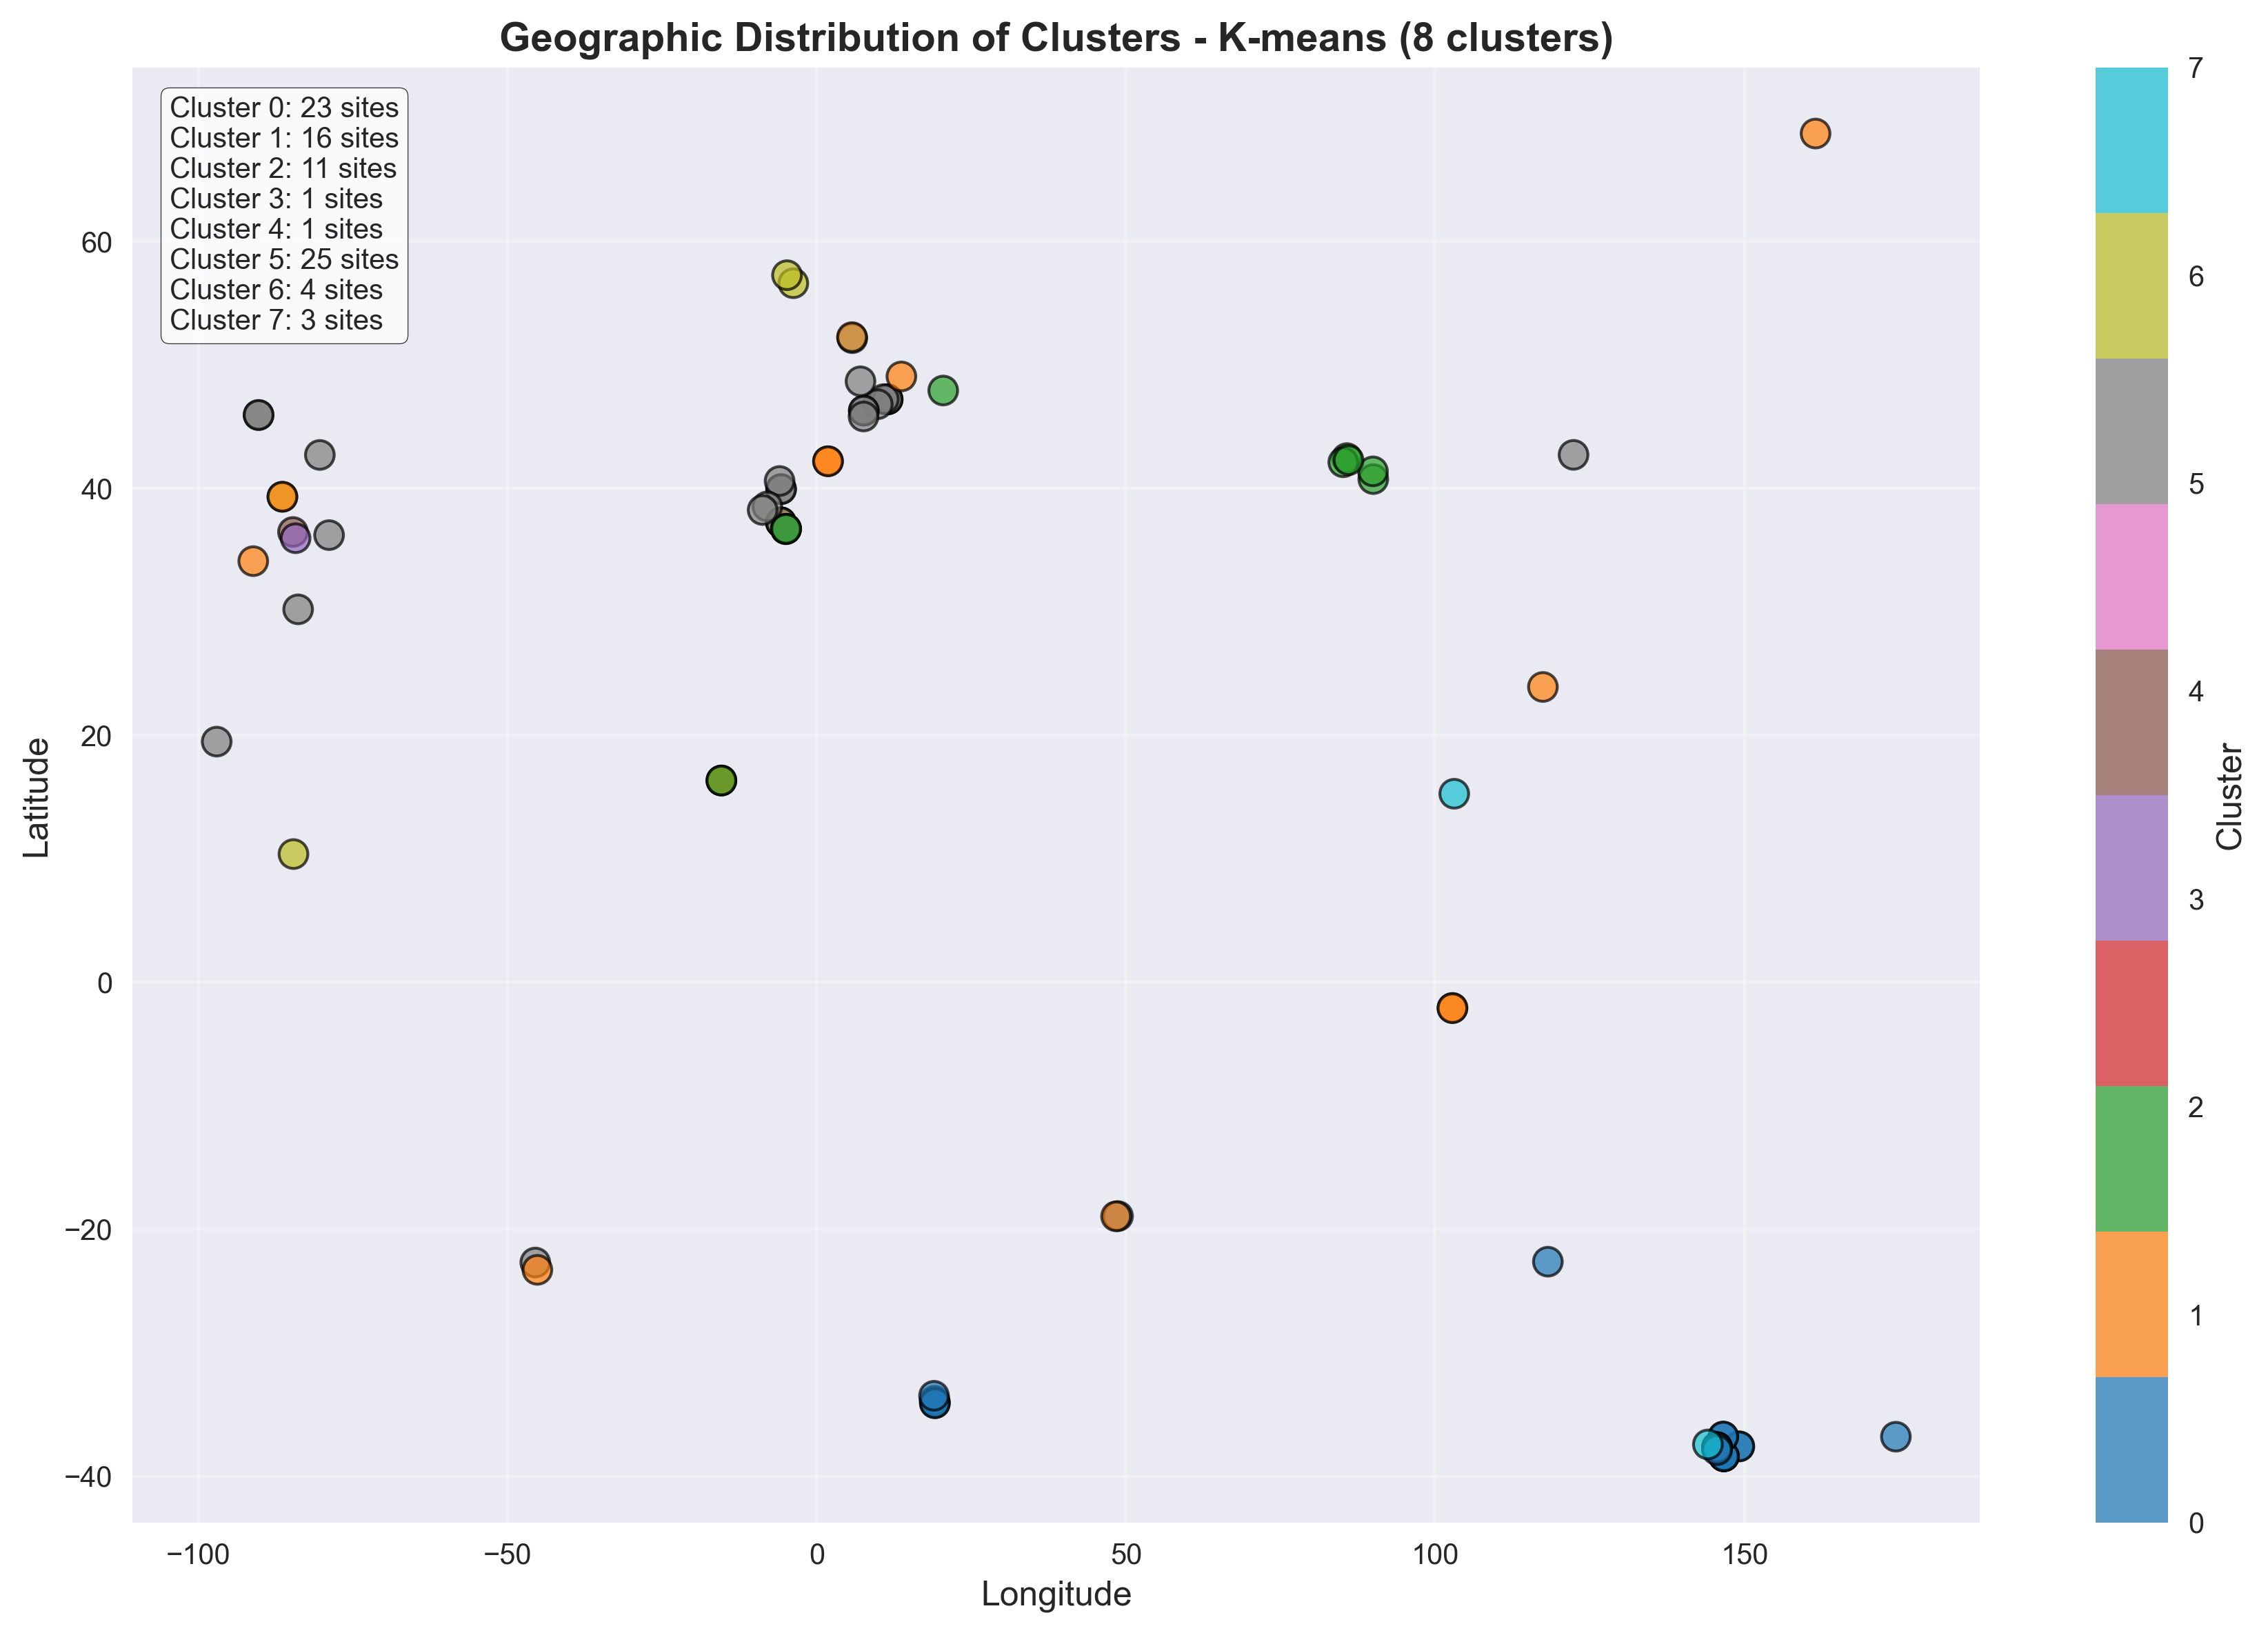 Geographic Distribution of Clusters - K-means (8 clusters)
Cluster 0: 23 sites
Cluster 1: 16 sites
Cluster 2: 11 sites
Cluster 3: 1 sites
Cluster 4: 1 sites
Cluster 5: 25 sites
Cluster 6: 4 sites
Cluster 7: 3 sites
60
40
20
0
−20
−40
Latitude
−100 −50 0 50 100 150
Longitude
7
6
5
4
3
2
1
0
Cluster